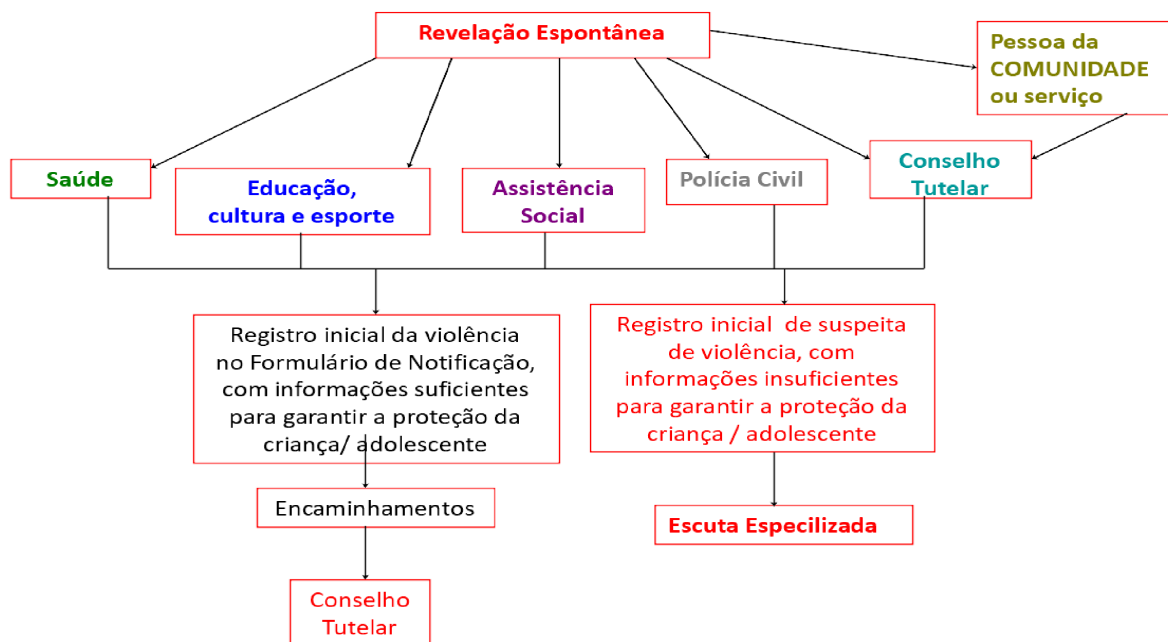 Revelação Espontânea
Pessoa da
COMUNIDADE
ou serviço
Saúde
Educação,
cultura e esporte
Assistência
Social
Polícia Civil
Conselho
Tutelar
Registro inicial da violência
no Formulário de Notificação,
com informações suficientes
para garantir a proteção da
criança/ adolescente
Registro inicial de suspeita
de violência, com
informações insuficientes
para garantir a proteção da
criança / adolescente
Encaminhamentos
Escuta Especilizada
Conselho
Tutelar